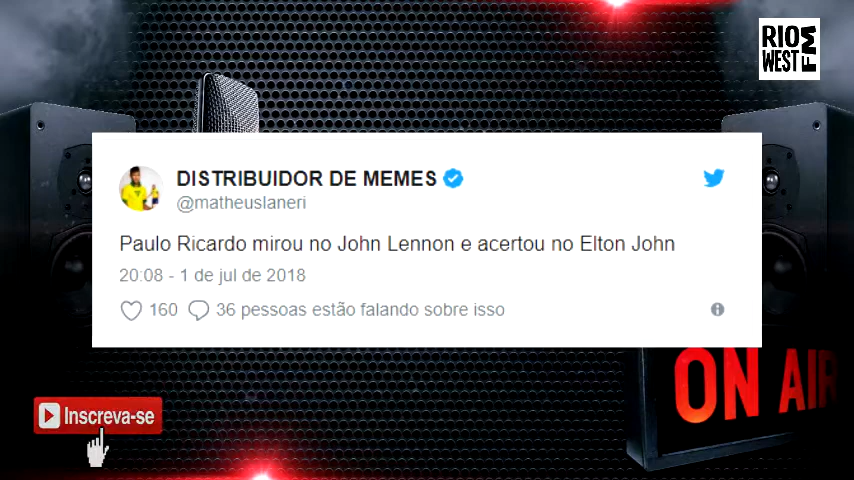 RIO
WEST
FM
DISTRIBUIDOR DE MEMES
@matheuslaneri
Paulo Ricardo mirou no John Lennon e acertou no Elton John
20:08 - 1 de jul de 2018
160 36 pessoas estão falando sobre isso
ON AIR
Inscreva-se